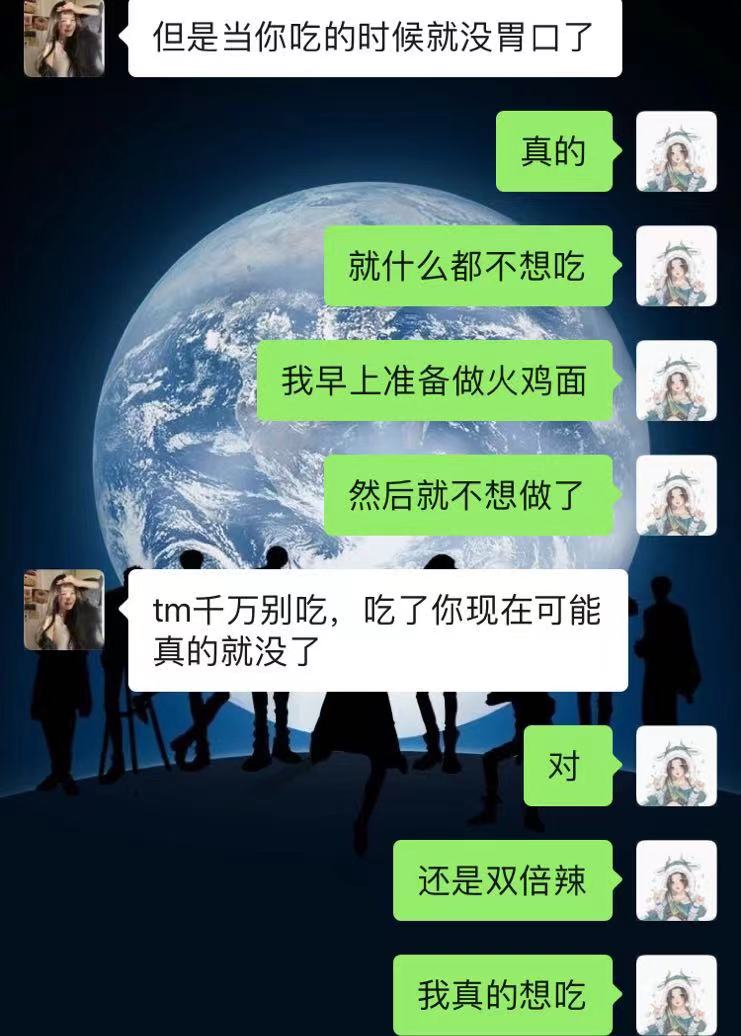 但是当你吃的时候就没胃口了
真的
就什么都不想吃
我早上准备做火鸡面
然后就不想做了
tm千万别吃，吃了你现在可能
真的就没了
对
还是双倍辣
我真的想吃